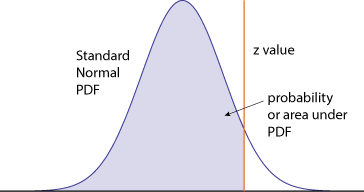 Standard
Normal
PDF
z value
probability
or area under
PDF